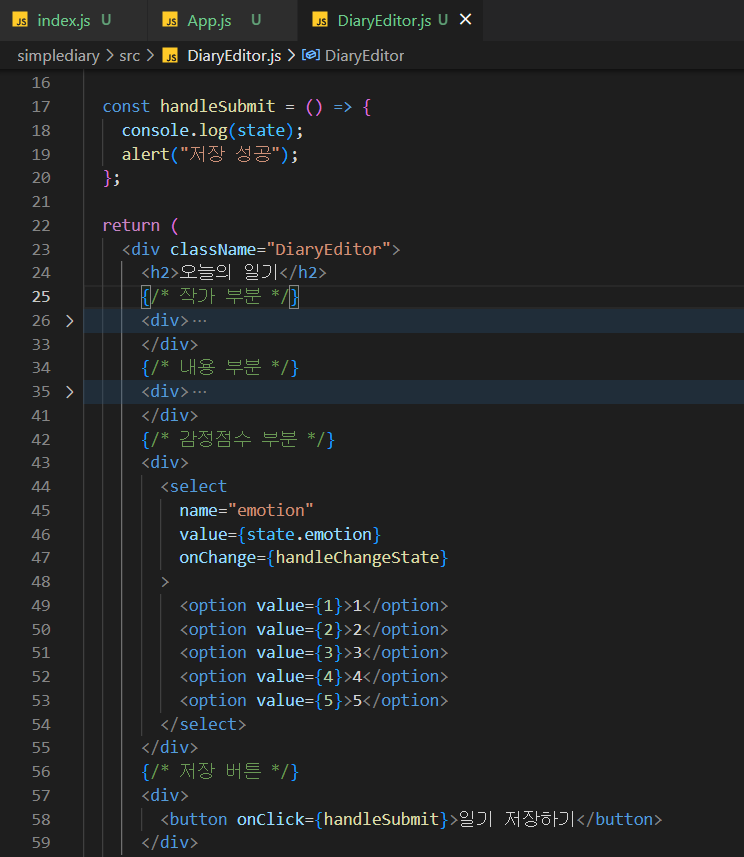 JS index.js U JS App.js U JS DiaryEditor.js U ×
simplediary > src > JS DiaryEditor.js > DiaryEditor
16
17 const handleSubmit = () => {
18 console.log(state);
19 alert("저장 성공");
20 };
21
22 return (
23 <div className="DiaryEditor">
24 <h2>오늘의 일기</h2>
25 {/* 작가 부분 */}
26 > <div>…
33 </div>
34 {/* 내용 부분 */}
35 > <div>…
41 </div>
42 {/* 감정점수 부분 */}
43 <div>
44 <select
45 name="emotion"
46 value={state.emotion}
47 onChange={handleChangeState}
48 >
49 <option value={1}>1</option>
50 <option value={2}>2</option>
51 <option value={3}>3</option>
52 <option value={4}>4</option>
53 <option value={5}>5</option>
54 </select>
55 </div>
56 {/* 저장 버튼 */}
57 <div>
58 <button onClick={handleSubmit}>일기 저장하기</button>
59 </div>